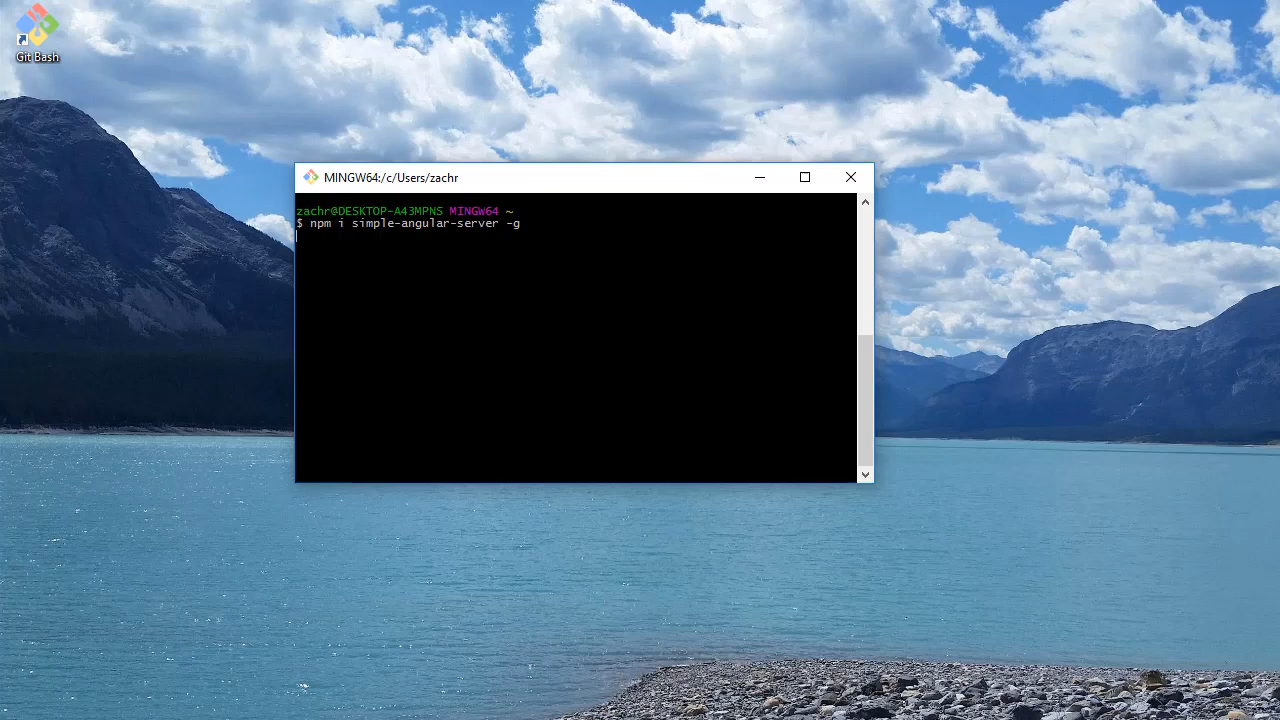 Git Bash
MINGW64:/c/Users/zachr
zachr@DESKTOP-A43MPNS MINGW64 ~
$ npm i simple-angular-server -g